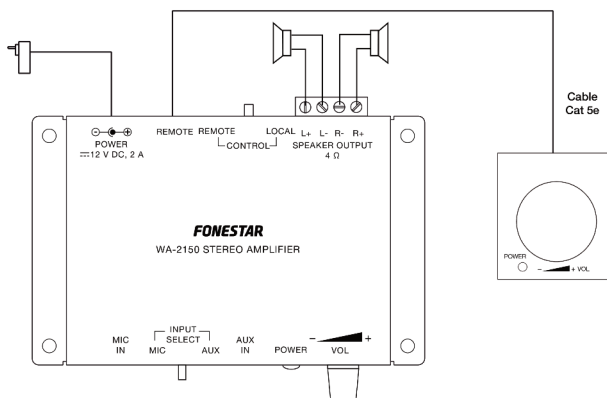 Cable
Cat 5e
POWER
⎓12 V DC, 2 A
REMOTE
REMOTE
LOCAL
CONTROL
L+ L- R- R+
SPEAKER OUTPUT
4 Ω
FONESTAR
WA-2150 STEREO AMPLIFIER
POWER
- + VOL
MIC
IN
INPUT
SELECT
MIC
AUX
AUX
IN
POWER
- +
VOL